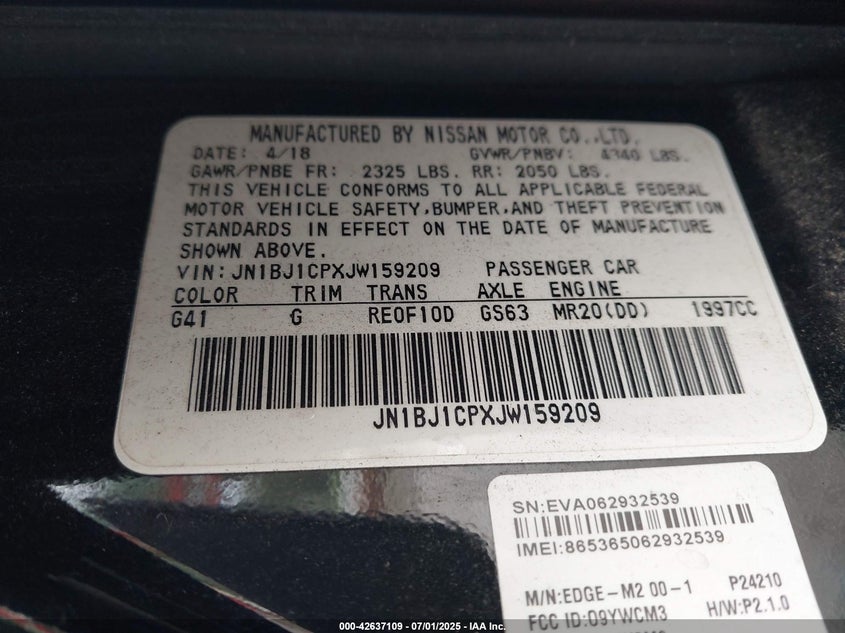 MANUFACTURED BY NISSAN MOTOR CO.,LTD.
DATE: 4/18 GVWR/PNBV: 4340 LBS.
GAWR/PNBE FR: 2325 LBS. RR: 2050 LBS.
THIS VEHICLE CONFORMS TO ALL APPLICABLE FEDERAL
MOTOR VEHICLE SAFETY,BUMPER,AND THEFT PREVENTION
STANDARDS IN EFFECT ON THE DATE OF MANUFACTURE
SHOWN ABOVE.
VIN:JN1BJ1CPXJW159209 PASSENGER CAR
COLOR TRIM TRANS AXLE ENGINE
G41 G RE0F10D GS63 MR20(DD) 1997CC
JN1BJ1CPXJW159209
SN:EVA062932539
IMEI:865365062932539
M/N:EDGE-M2 00-1 P24210
FCC ID:O9YWCM3 H/W:P2.1.0
000-42637109 - 07/01/2025 - IAAI.COM